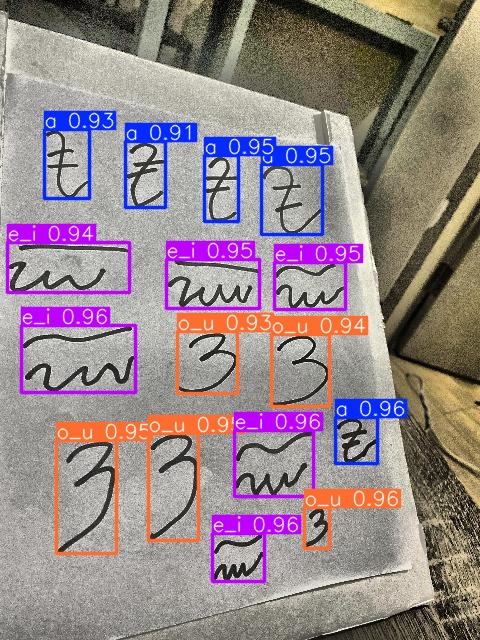 a 0.93 a 0.91 a 0.95 a 0.95
ᜀ ᜀ ᜀ ᜀ
e_i 0.94 e_i 0.95 e_i 0.95
ᜁ ᜁ ᜁ
e_i 0.96 o_u 0.93 o_u 0.94
ᜁ ᜂ ᜂ
o_u 0.95 o_u 0.95 e_i 0.96 a 0.96
ᜂ ᜂ ᜁ ᜀ
e_i 0.96 o_u 0.96
ᜁ ᜂ